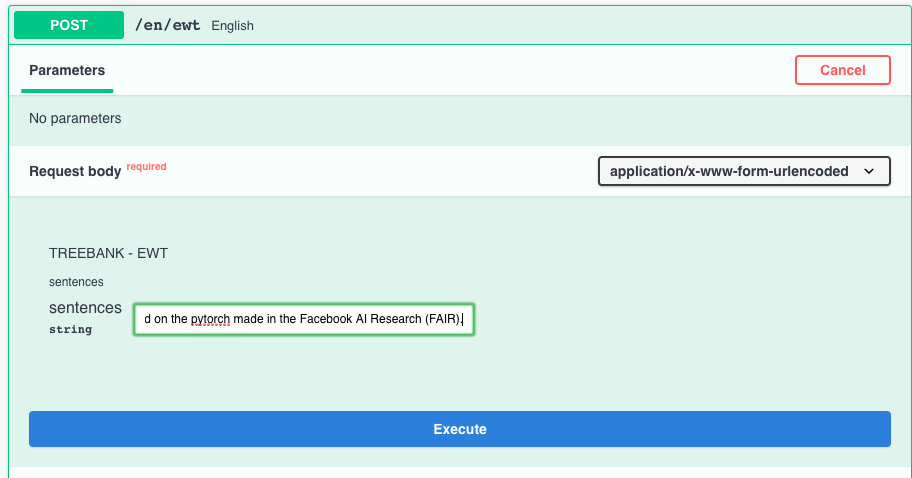 POST /en/ewt English
Parameters Cancel
No parameters
Request body required application/x-www-form-urlencoded
TREEBANK - EWT
sentences
sentences
string
d on the pytorch made in the Facebook AI Research (FAIR).
Execute